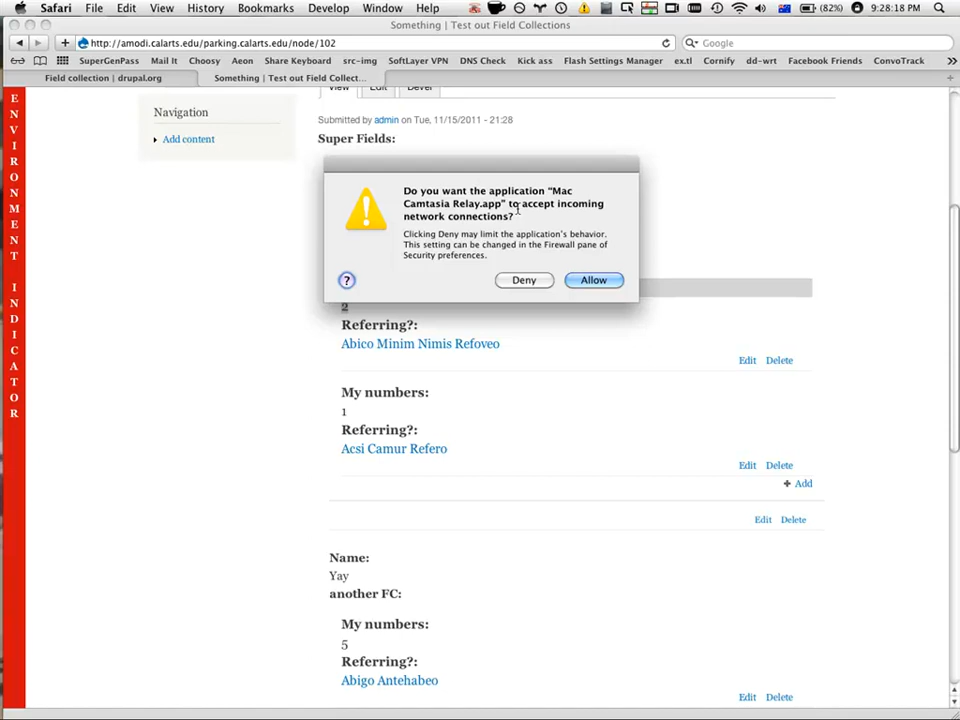 Safari File Edit View History Bookmarks Develop Window Help (82%) 9:28:18 PM
Something | Test out Field Collections
http://amodi.calarts.edu/parking.calarts.edu/node/102 Google
SuperGenPass Mail It Choosy Aeon Share Keyboard src-img SoftLayer VPN DNS Check Kick ass Flash Settings Manager ex.tl Cornify dd-wrt Facebook Friends ConvoTrack
Field collection | drupal.org Something | Test out Field Collect...
View Edit Devel
ENVIRONMENT INDICATOR
Navigation
Add content
Submitted by admin on Tue, 11/15/2011 - 21:28
Super Fields:
Do you want the application "Mac
Camtasia Relay.app" to accept incoming
network connections?
Clicking Deny may limit the application's behavior.
This setting can be changed in the Firewall pane of
Security preferences.
? Deny Allow
2
Referring?:
Abico Minim Nimis Refoveo
Edit Delete
My numbers:
1
Referring?:
Acsi Camur Refero
Edit Delete
+ Add
Edit Delete
Name:
Yay
another FC:
My numbers:
5
Referring?:
Abigo Antehabeo
Edit Delete